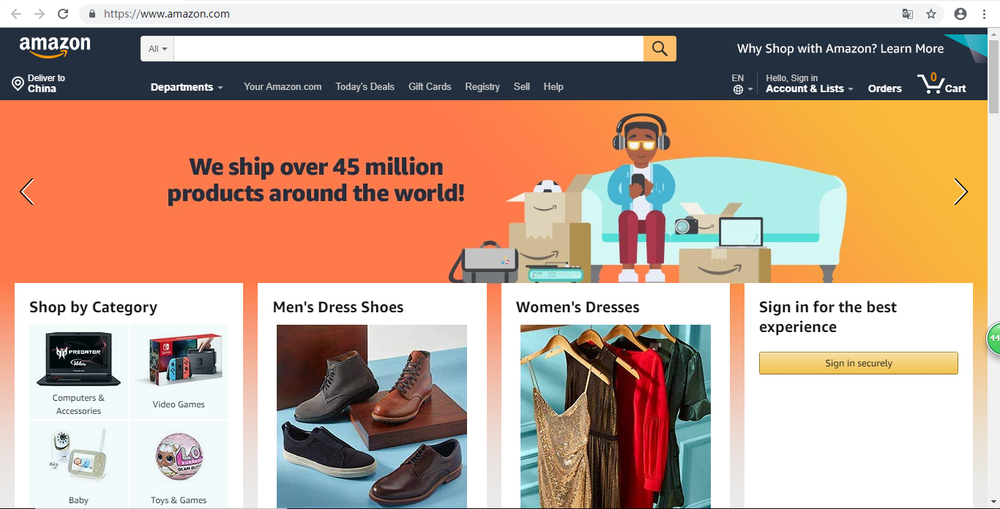 https://www.amazon.com
amazon
All
Why Shop with Amazon? Learn More
Deliver to
China
Departments
Your Amazon.com
Today's Deals
Gift Cards
Registry
Sell
Help
EN
Hello, Sign in
Account & Lists
Orders
0
Cart
We ship over 45 million
products around the world!
Shop by Category
Men's Dress Shoes
Women's Dresses
Sign in for the best
experience
PREDATOR
Sign in securely
44
Computers &
Accessories
Video Games
L.O.L
SURPRISE
Baby
Toys & Games